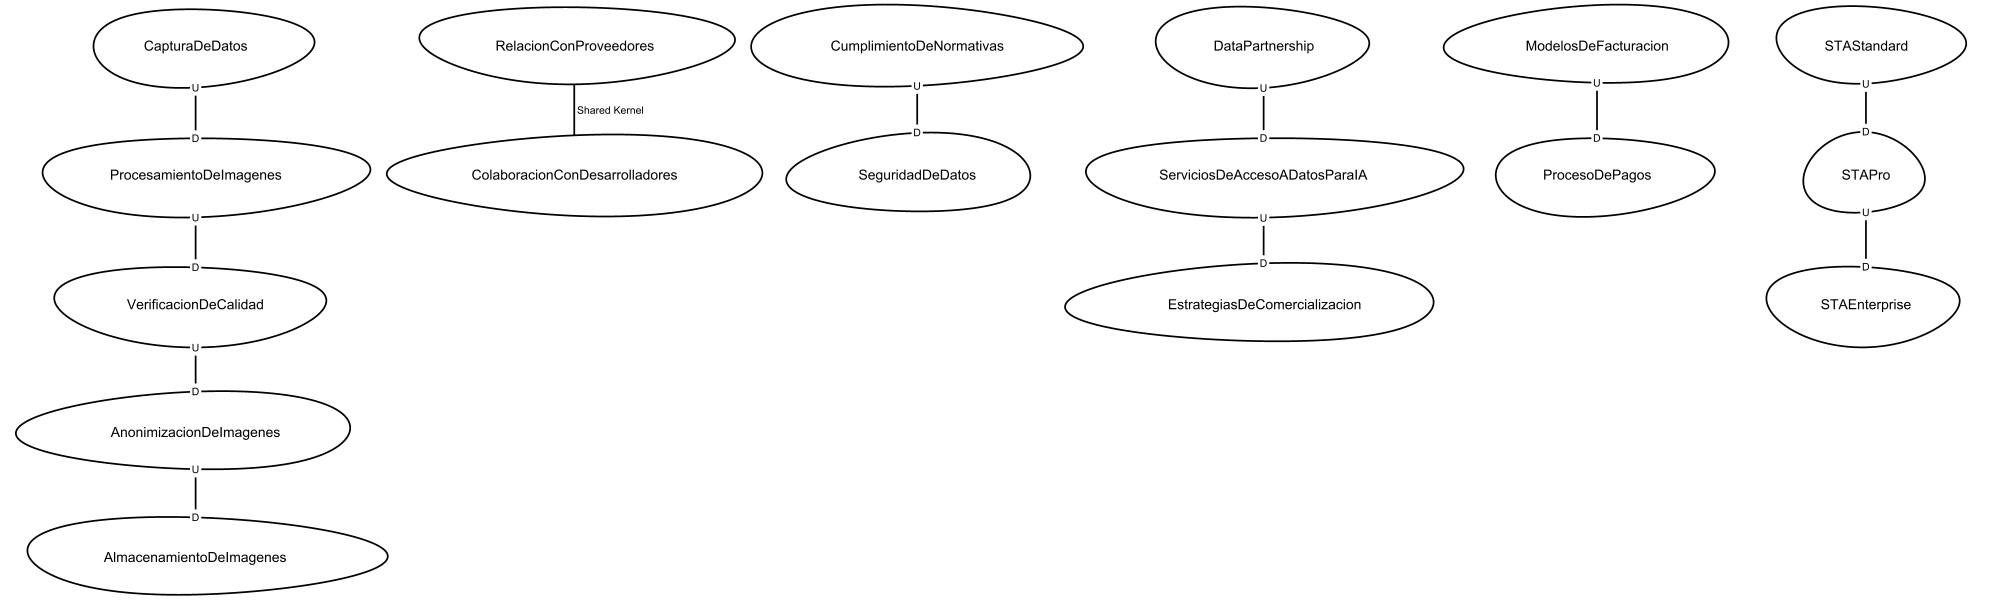 CapturaDeDatos
U
D
ProcesamientoDeImagenes
U
D
VerificacionDeCalidad
U
D
AnonimizacionDeImagenes
U
D
AlmacenamientoDeImagenes
RelacionConProveedores
Shared Kernel
ColaboracionConDesarrolladores
CumplimientoDeNormativas
U
D
SeguridadDeDatos
DataPartnership
U
D
ServiciosDeAccesoADatosParaIA
U
D
EstrategiasDeComercializacion
ModelosDeFacturacion
U
D
ProcesoDePagos
STAStandard
U
D
STAPro
U
D
STAEnterprise